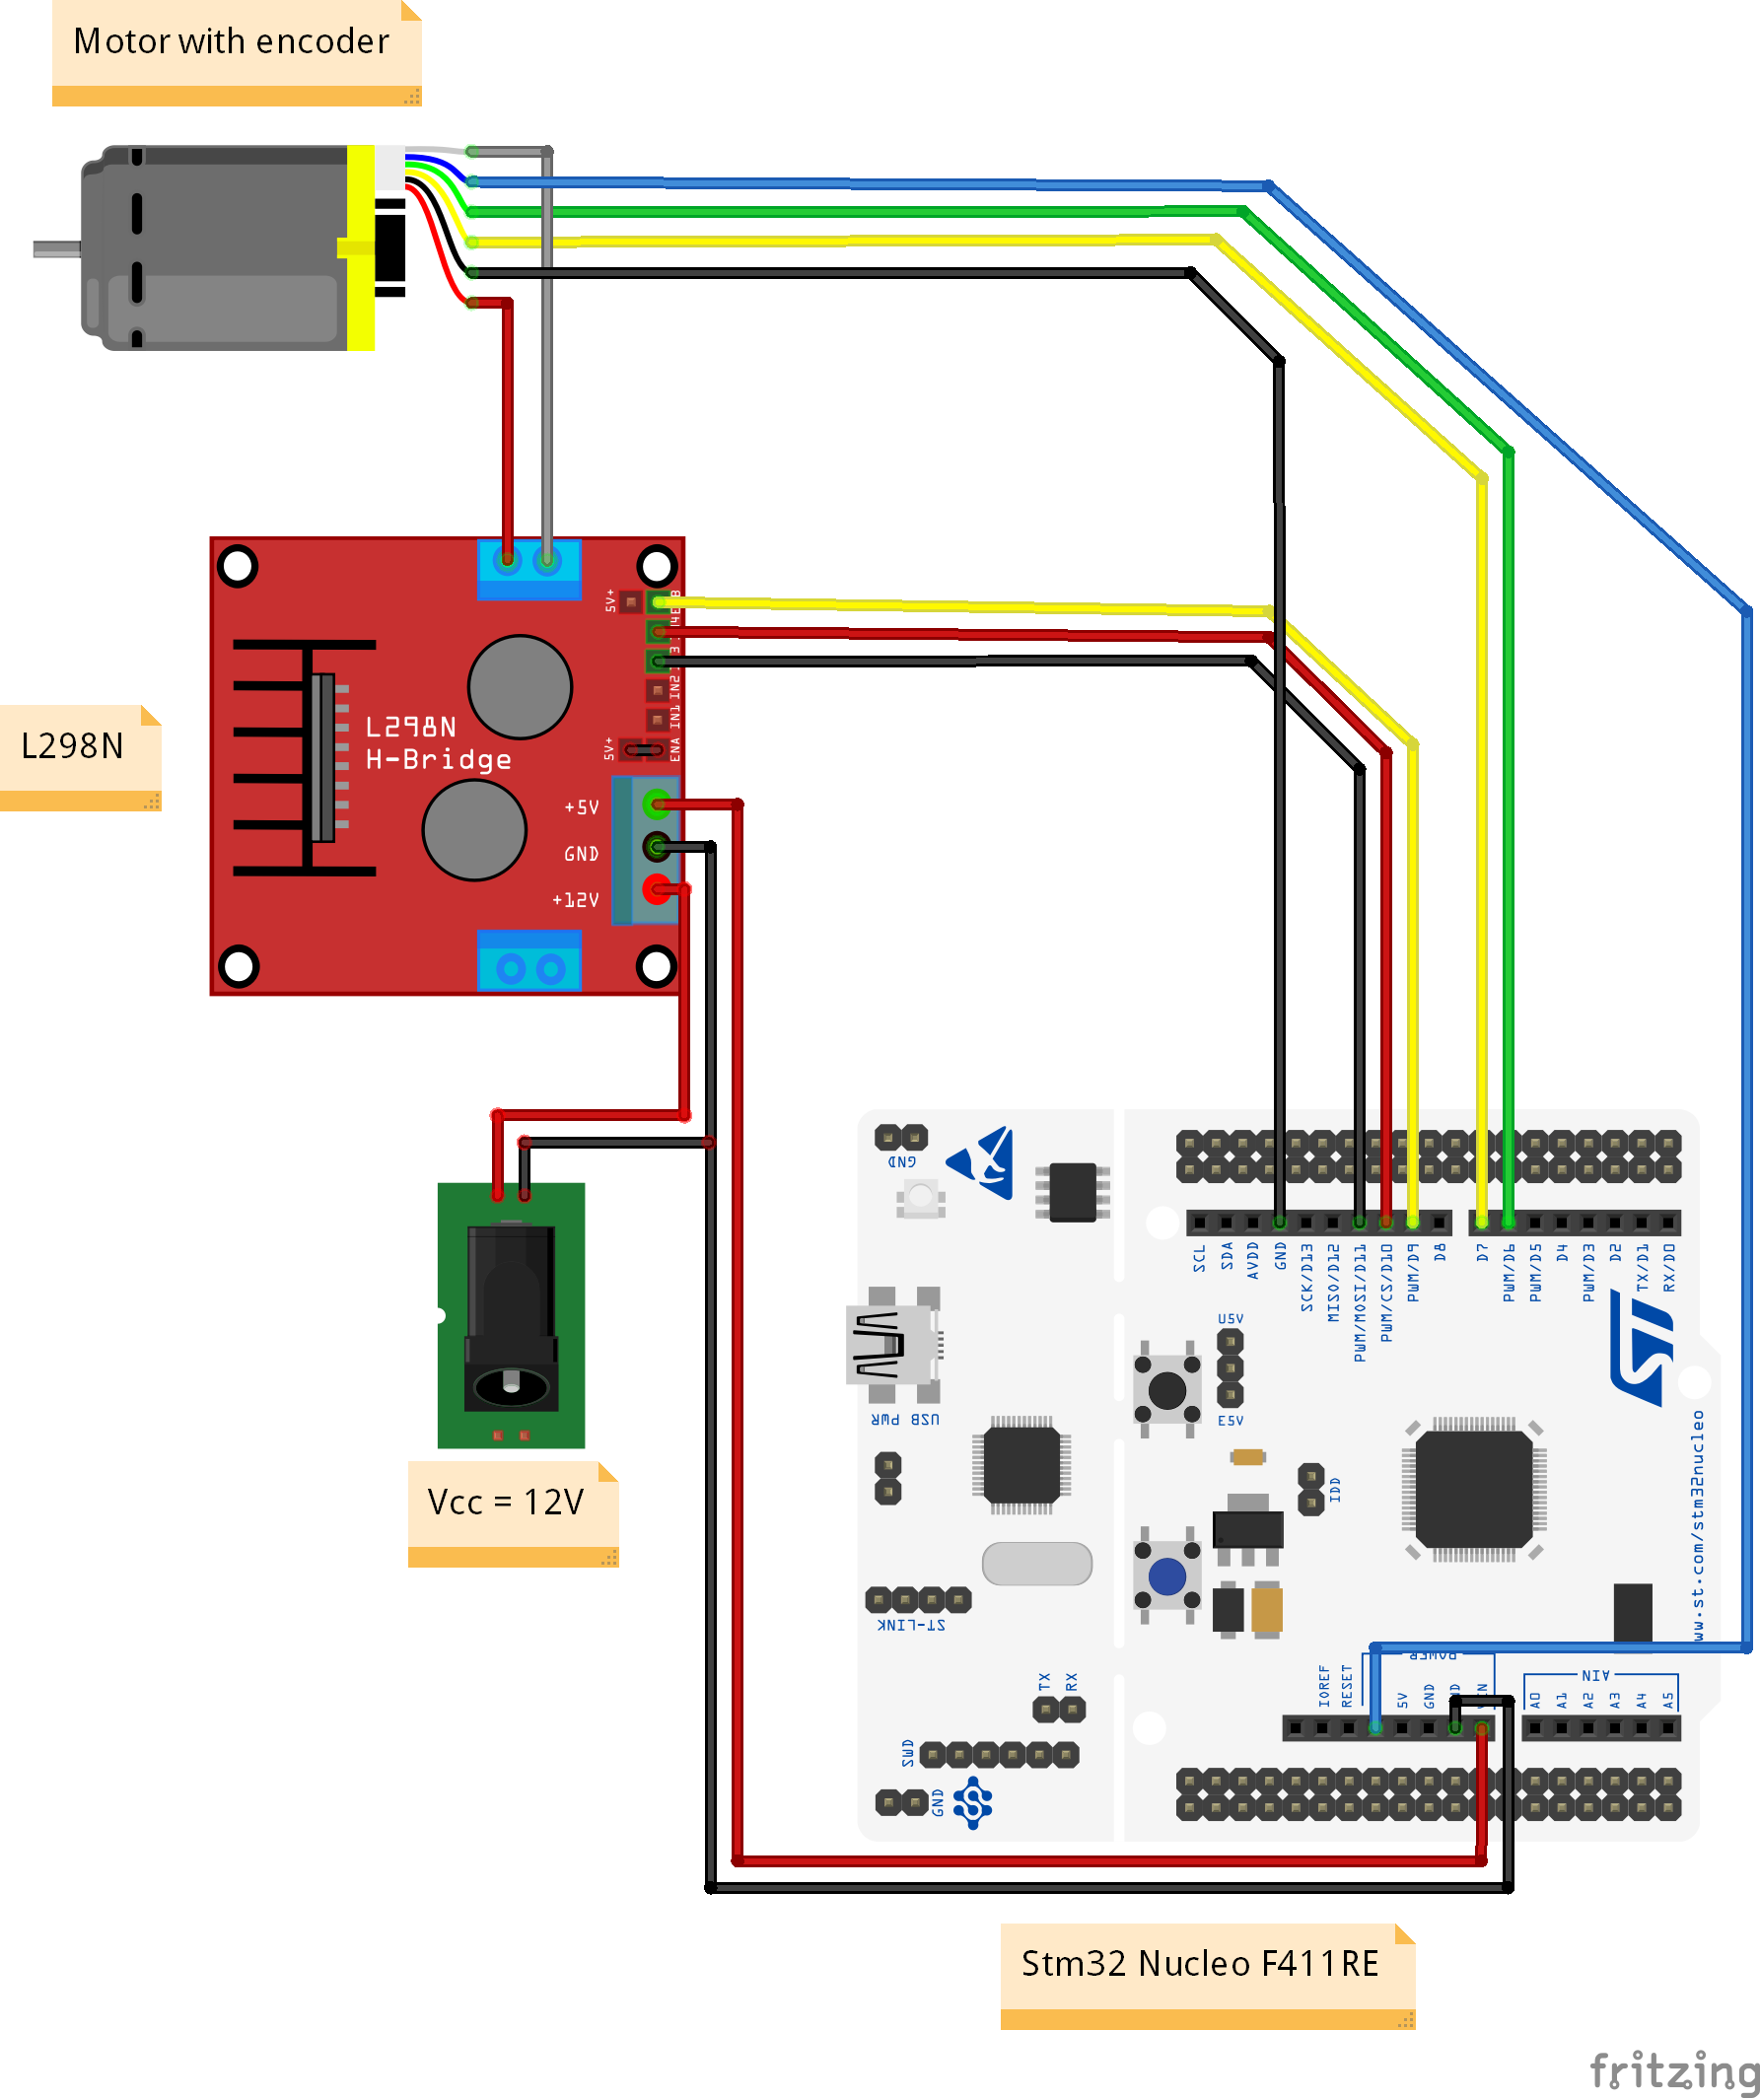 Motor with encoder
5V+
IN2
IN1
5V+
ENA
L298N
L298N
H-Bridge
+5V
GND
+12V
Vcc = 12V
GND
SCL
SDA
AVDD
GND
SCK/D13
MISO/D12
PWM/MOSI/D11
PWM/CS/D10
PWM/D9
D8
D7
PWM/D6
PWM/D5
D4
PWM/D3
D2
TX/D1
RX/D0
U5V
E5V
USB PWR
IDD
ww.st.com/stm32nucleo
ST-LINK
TX
RX
IOREF
RESET
POWER
5V
GND
AIN
A0
A1
A2
A3
A4
A5
SWD
GND
Stm32 Nucleo F411RE
fritzing